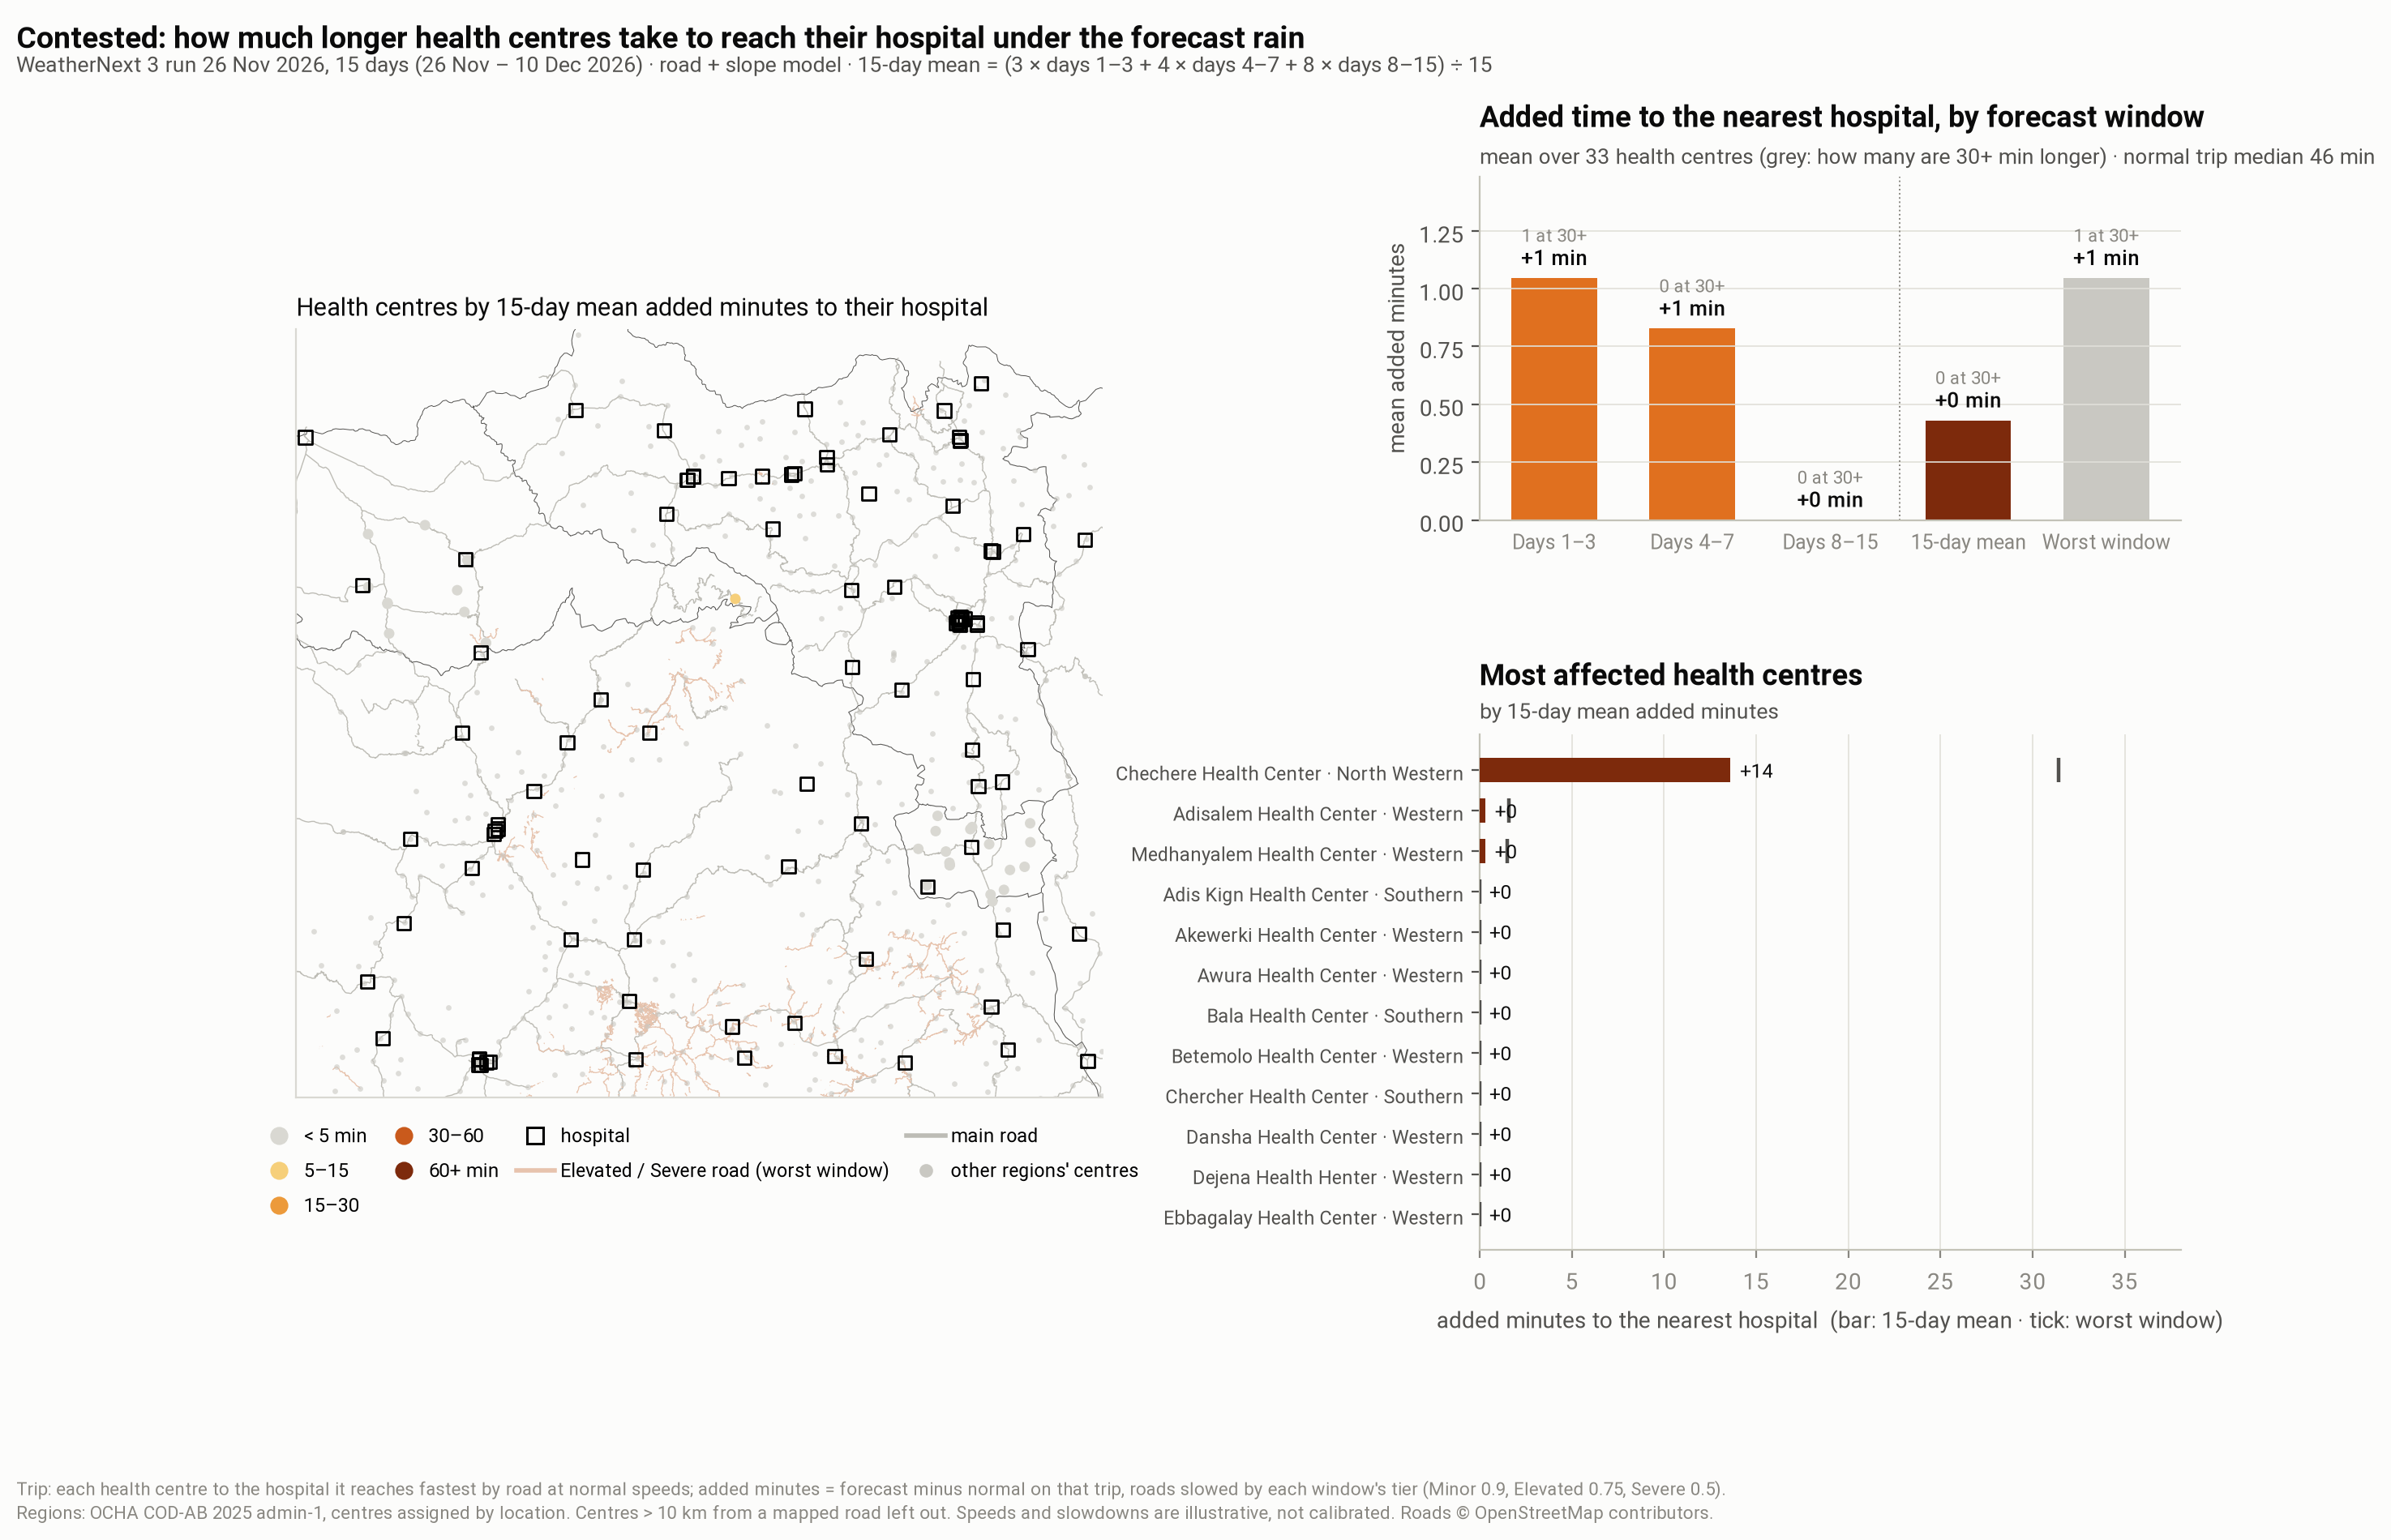 Contested: how much longer health centres take to reach their hospital under the forecast rain
WeatherNext 3 run 26 Nov 2026, 15 days (26 Nov – 10 Dec 2026) · road + slope model · 15-day mean = (3 × days 1–3 + 4 × days 4–7 + 8 × days 8–15) ÷ 15
Health centres by 15-day mean added minutes to their hospital
< 5 min
5–15
15–30
30–60
60+ min
hospital
Elevated / Severe road (worst window)
main road
other regions' centres
Added time to the nearest hospital, by forecast window
mean over 33 health centres (grey: how many are 30+ min longer) · normal trip median 46 min
mean added minutes
1.25
1.00
0.75
0.50
0.25
0.00
1 at 30+
+1 min
0 at 30+
+1 min
0 at 30+
+0 min
0 at 30+
+0 min
1 at 30+
+1 min
Days 1–3
Days 4–7
Days 8–15
15-day mean
Worst window
Most affected health centres
by 15-day mean added minutes
Chechere Health Center · North Western +14
Adisalem Health Center · Western +0
Medhanyalem Health Center · Western +0
Adis Kign Health Center · Southern +0
Akewerki Health Center · Western +0
Awura Health Center · Western +0
Bala Health Center · Southern +0
Betemolo Health Center · Western +0
Chercher Health Center · Southern +0
Dansha Health Center · Western +0
Dejena Health Henter · Western +0
Ebbagalay Health Center · Western +0
0 5 10 15 20 25 30 35
added minutes to the nearest hospital (bar: 15-day mean · tick: worst window)
Trip: each health centre to the hospital it reaches fastest by road at normal speeds; added minutes = forecast minus normal on that trip, roads slowed by each window's tier (Minor 0.9, Elevated 0.75, Severe 0.5).
Regions: OCHA COD-AB 2025 admin-1, centres assigned by location. Centres > 10 km from a mapped road left out. Speeds and slowdowns are illustrative, not calibrated. Roads © OpenStreetMap contributors.